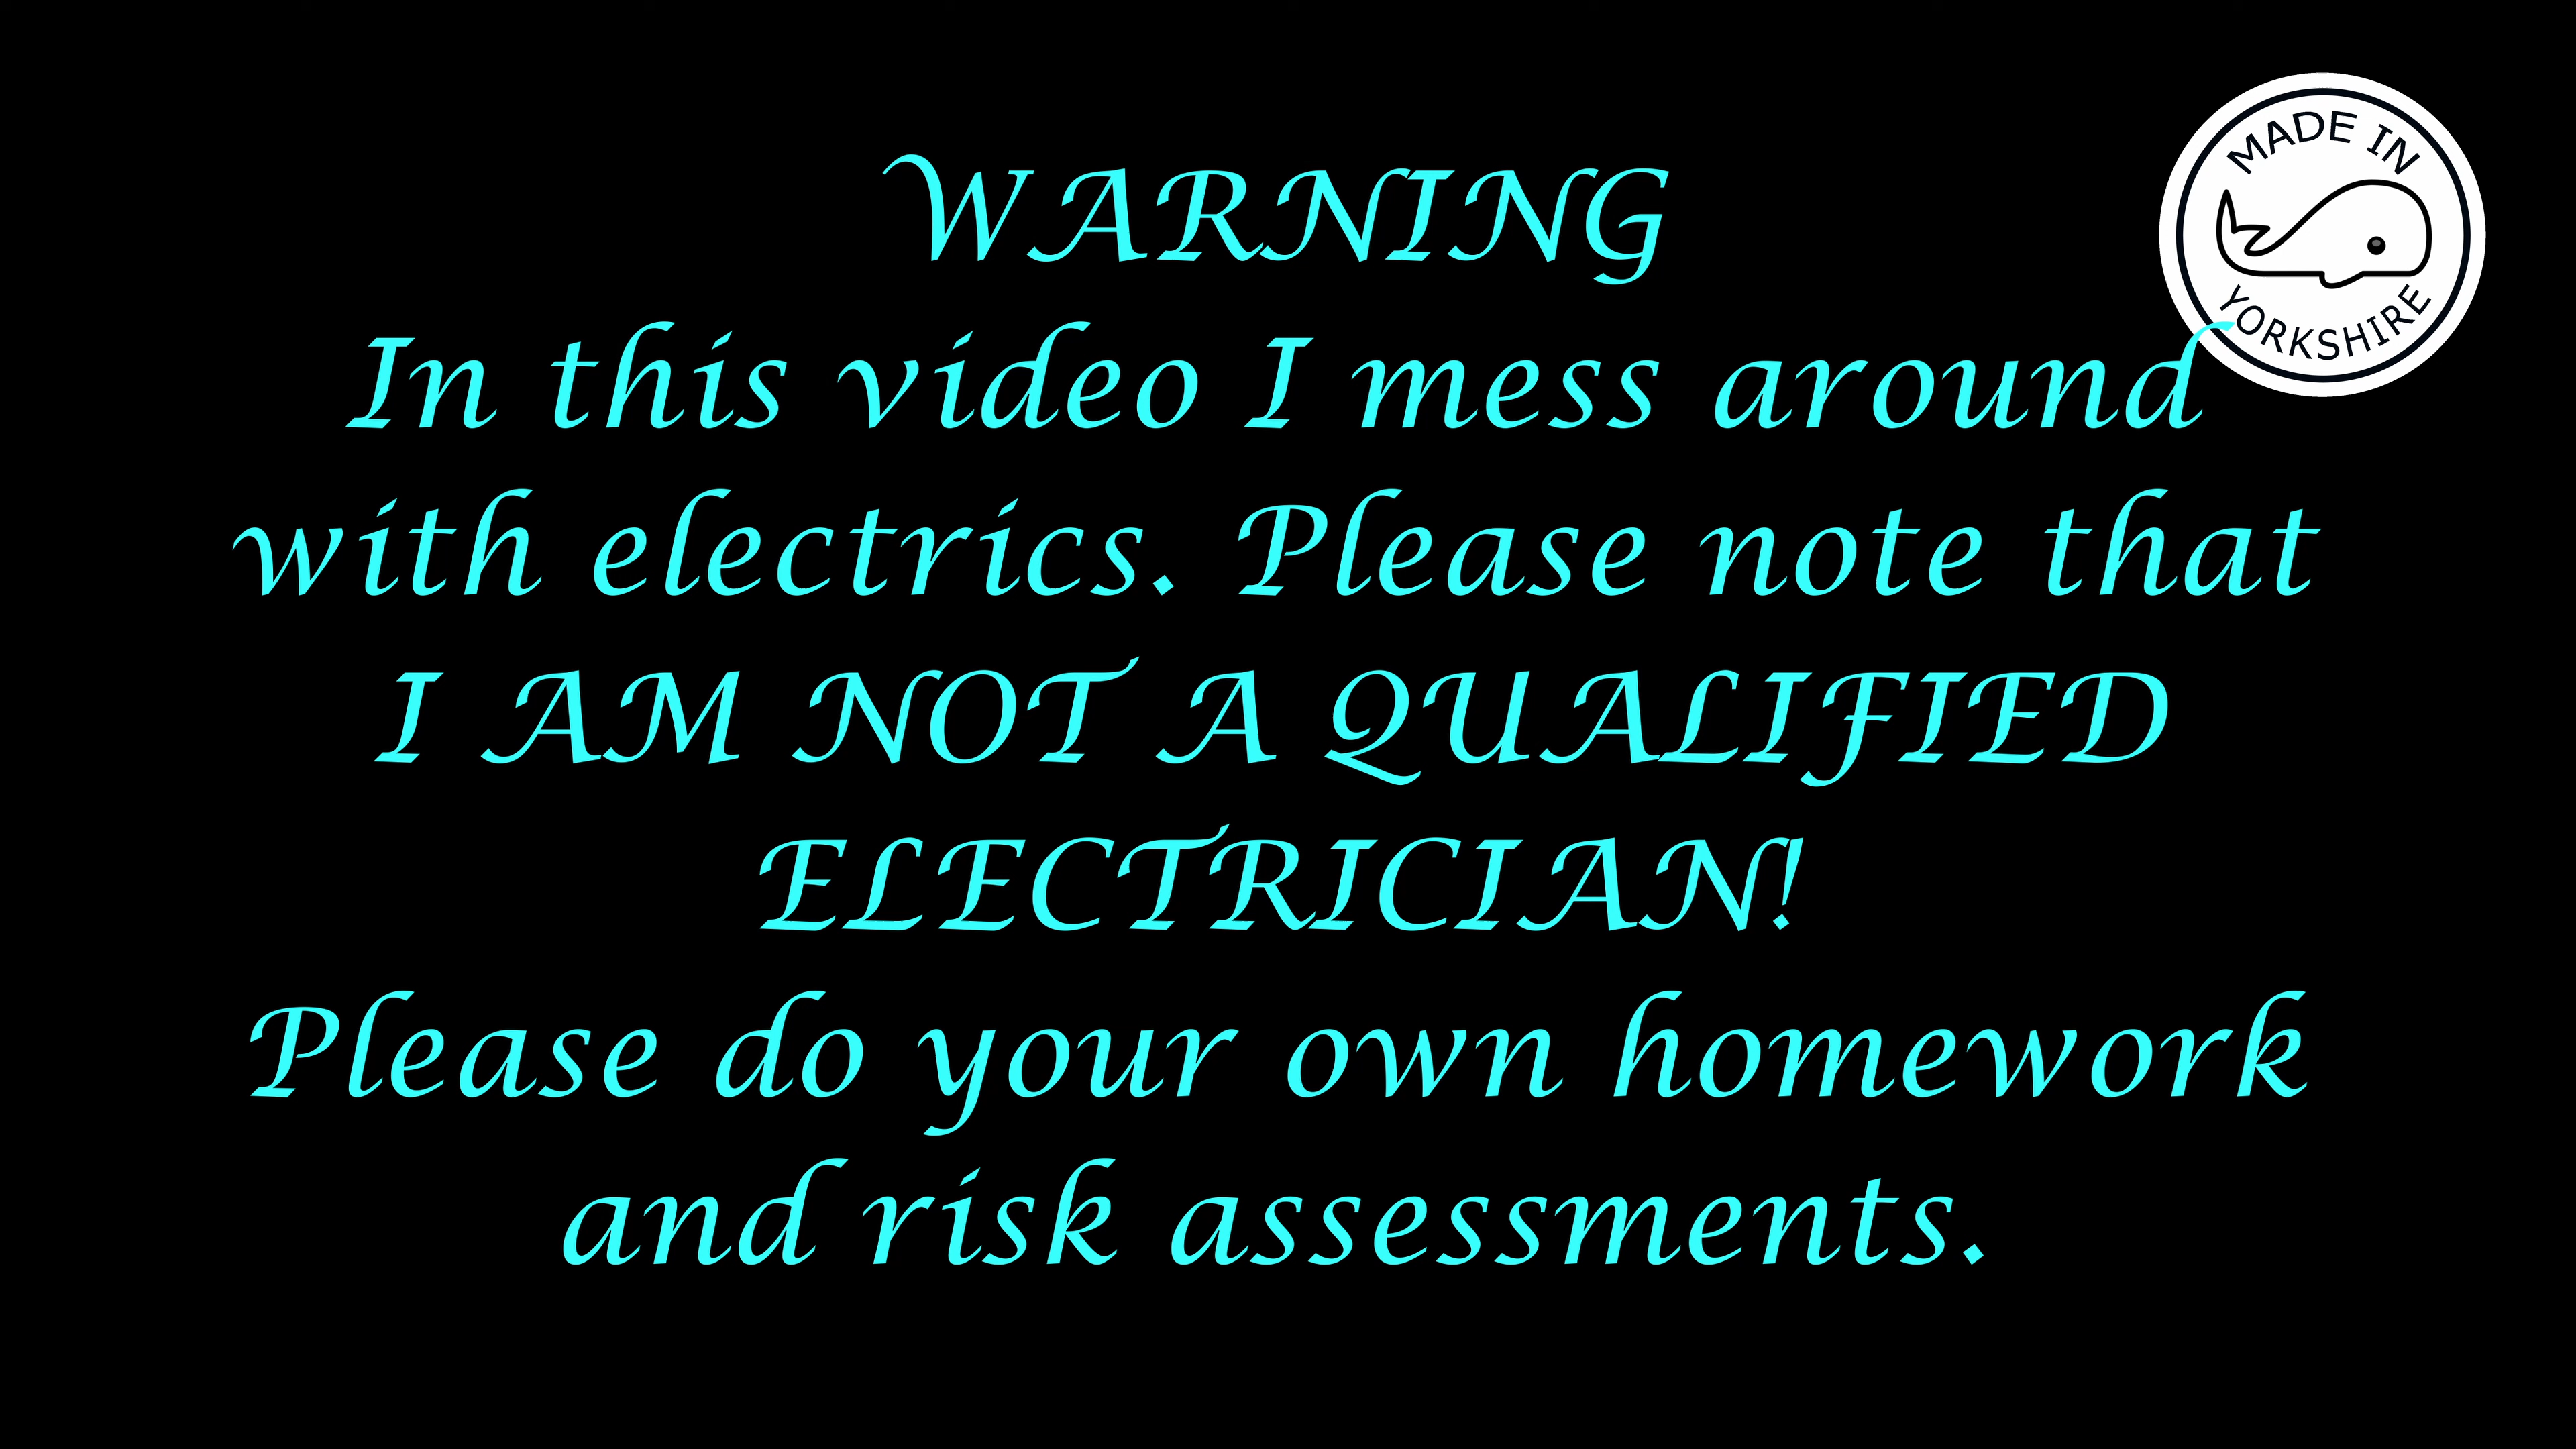 WARNING
In this video I mess around
with electrics. Please note that
I AM NOT A QUALIFIED
ELECTRICIAN!
Please do your own homework
and risk assessments.
MADE IN
YORKSHIRE